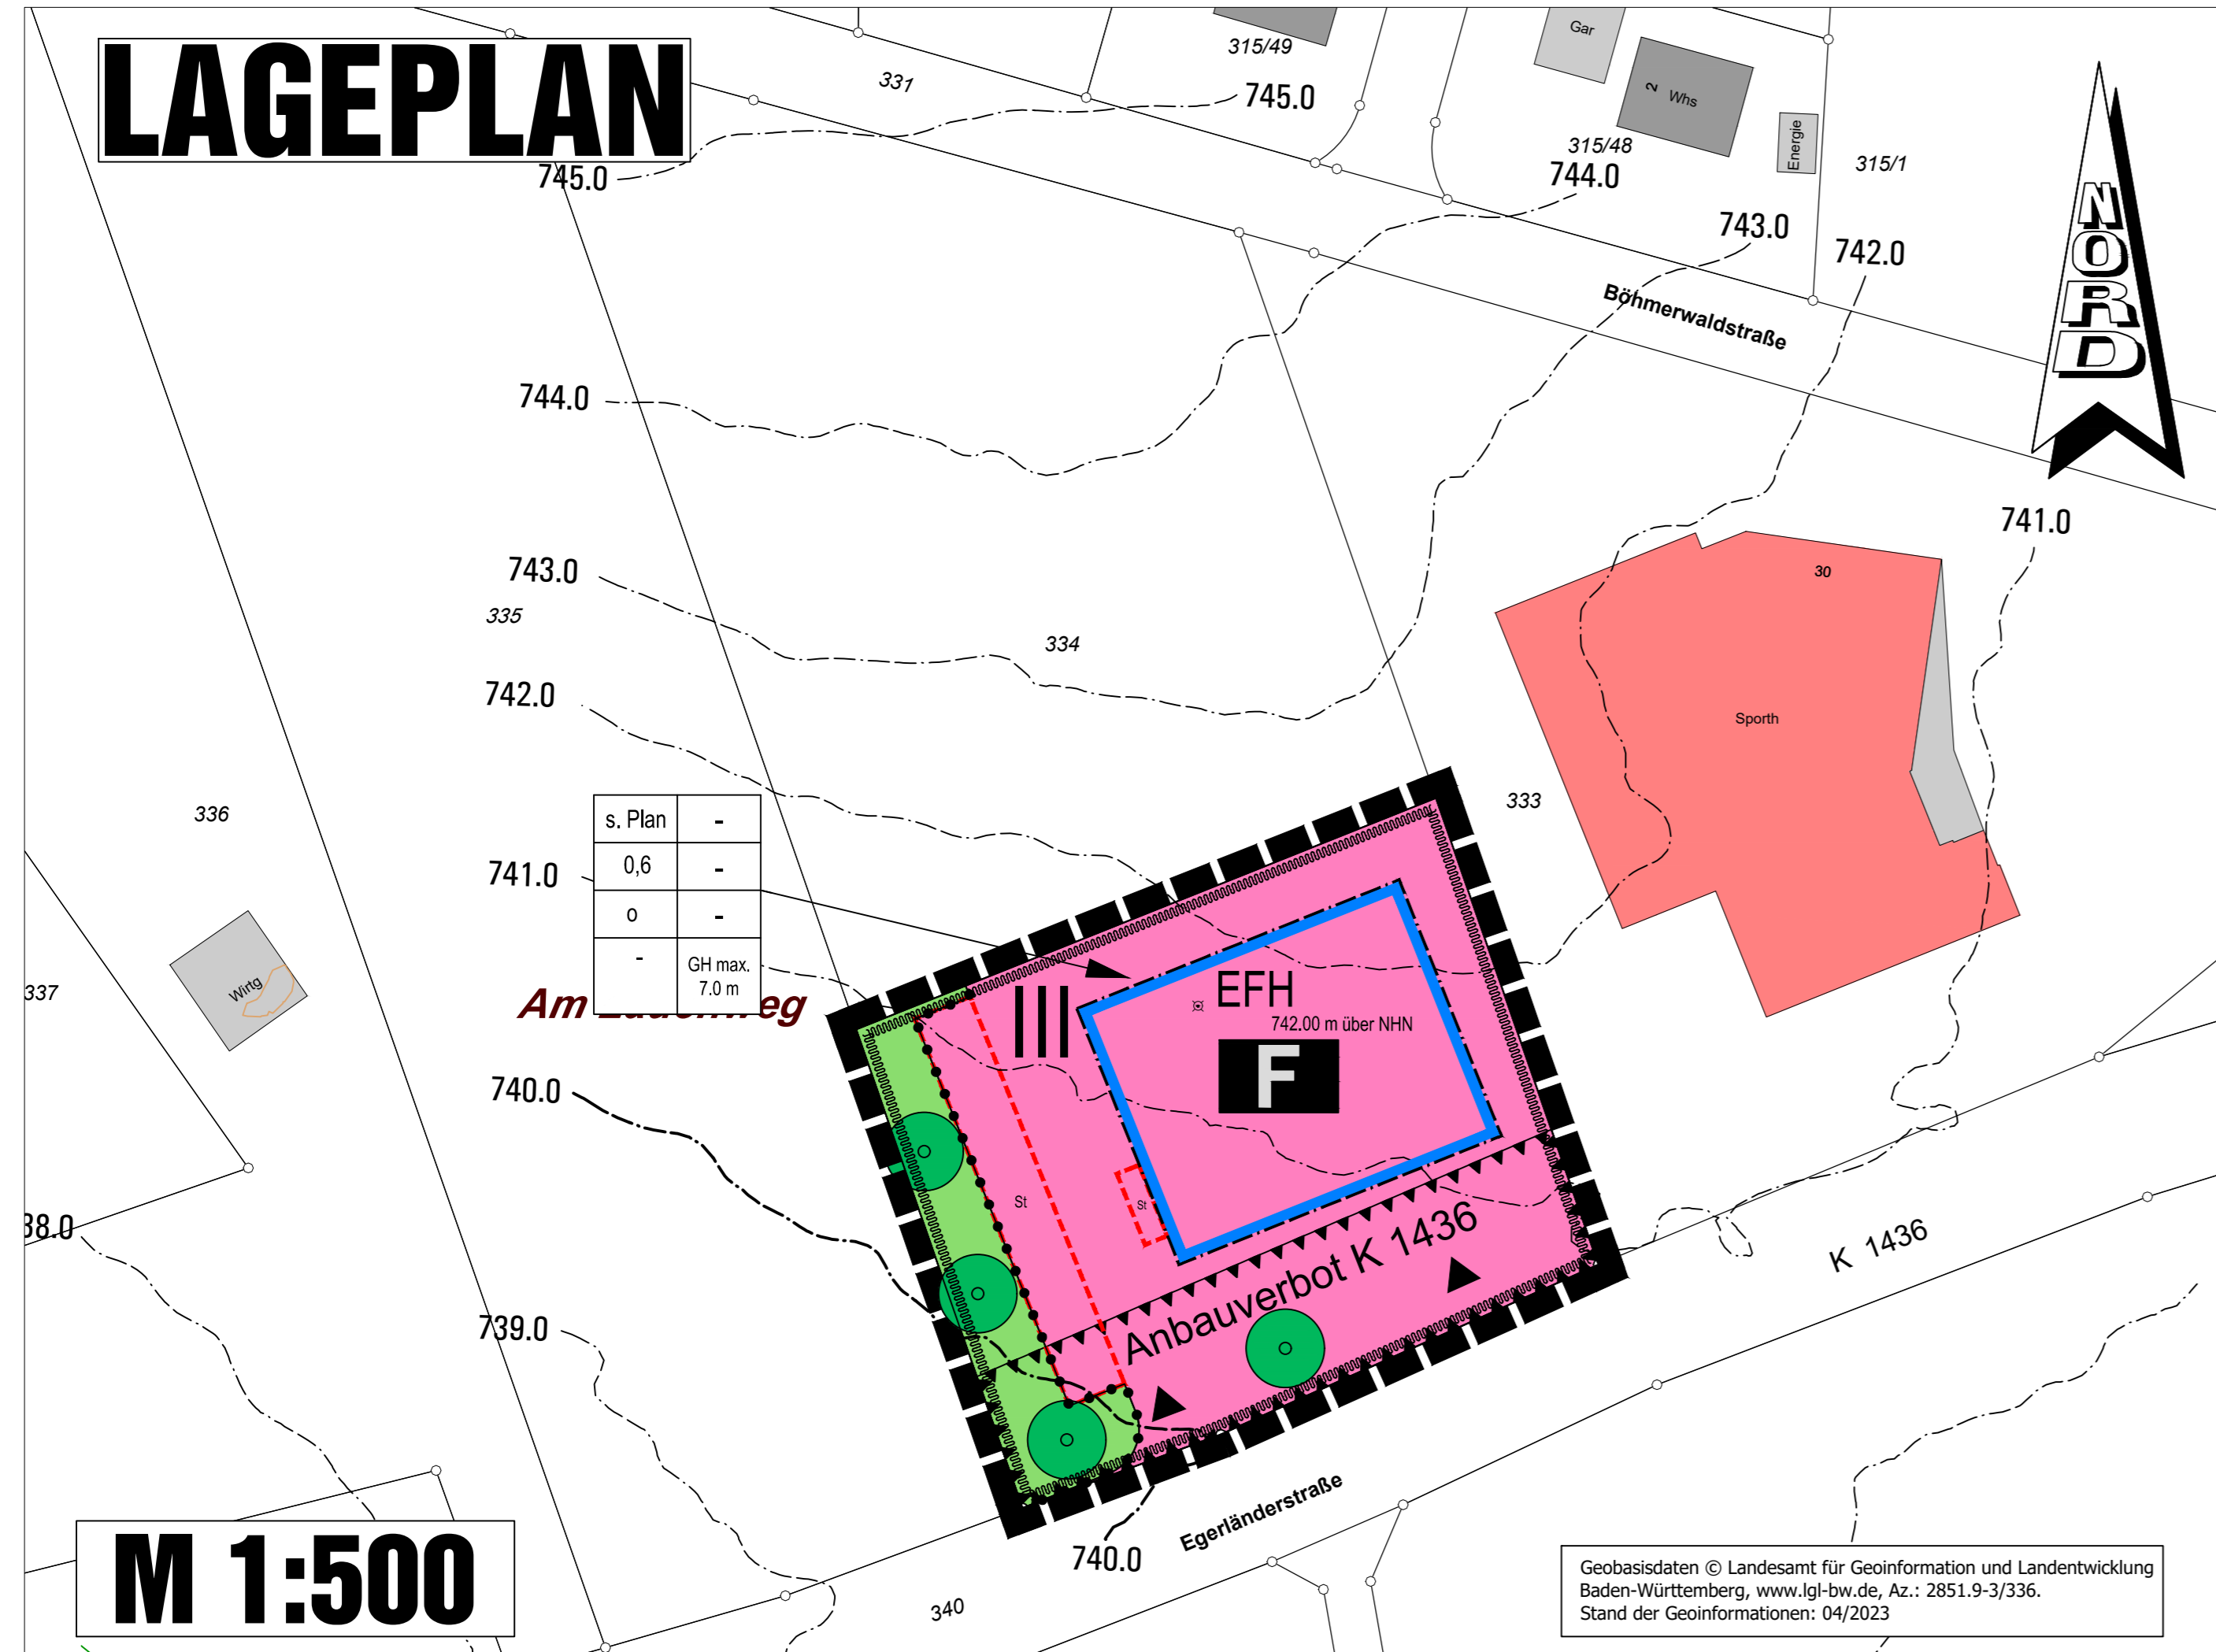 LAGEPLAN
331
315/49
745.0
Gar
2
Whs
315/48
Energie
315/1
745.0
744.0
743.0
742.0
NORD
Böhmerwaldstraße
744.0
741.0
743.0
335
334
30
742.0
Sporth
336
333
s. Plan -
0,6 -
o -
- GH max.
7.0 m
741.0
337
Wirtg
Am
eg
III
EFH
742.00 m über NHN
F
740.0
St
St
38.0
Anbauverbot K 1436
K 1436
739.0
Egerländerstraße
740.0
340
M 1:500
Geobasisdaten © Landesamt für Geoinformation und Landentwicklung
Baden-Württemberg, www.lgl-bw.de, Az.: 2851.9-3/336.
Stand der Geoinformationen: 04/2023